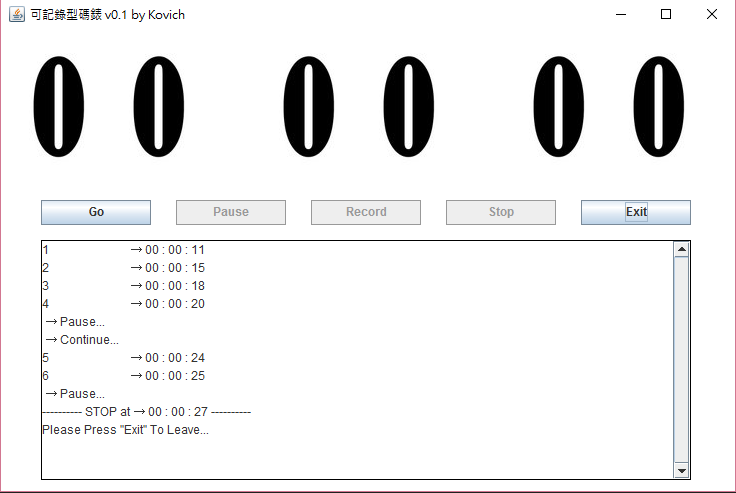 可記錄型碼錶 v0.1 by Kovich
0 0 0 0 0 0
Go Pause Record Stop Exit
1 →00 : 00 : 11
2 →00 : 00 : 15
3 →00 : 00 : 18
4 →00 : 00 : 20
→Pause...
→Continue...
5 →00 : 00 : 24
6 →00 : 00 : 25
→Pause...
---------- STOP at →00 : 00 : 27 ----------
Please Press "Exit" To Leave...